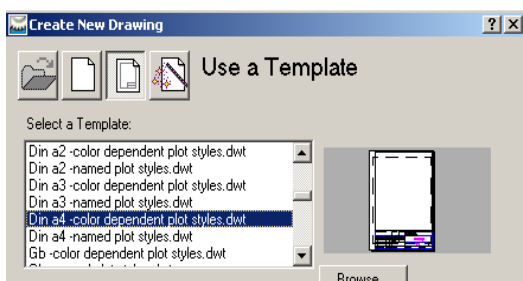 Create New Drawing
Use a Template
Select a Template:
Din a2 -color dependent plot styles.dwt
Din a2 -named plot styles.dwt
Din a3 -color dependent plot styles.dwt
Din a3 -named plot styles.dwt
Din a4 -color dependent plot styles.dwt
Din a4 -named plot styles.dwt
Gb -color dependent plot styles.dwt
Browse...